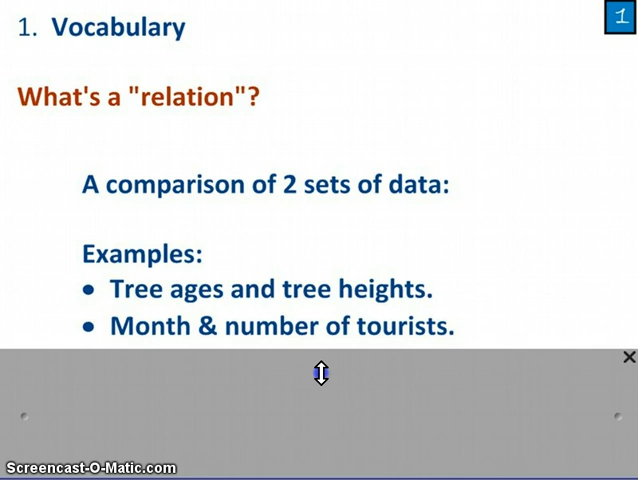 1. Vocabulary
1
What's a "relation"?
A comparison of 2 sets of data:
Examples:
• Tree ages and tree heights.
• Month & number of tourists.
Screencast-O-Matic.com